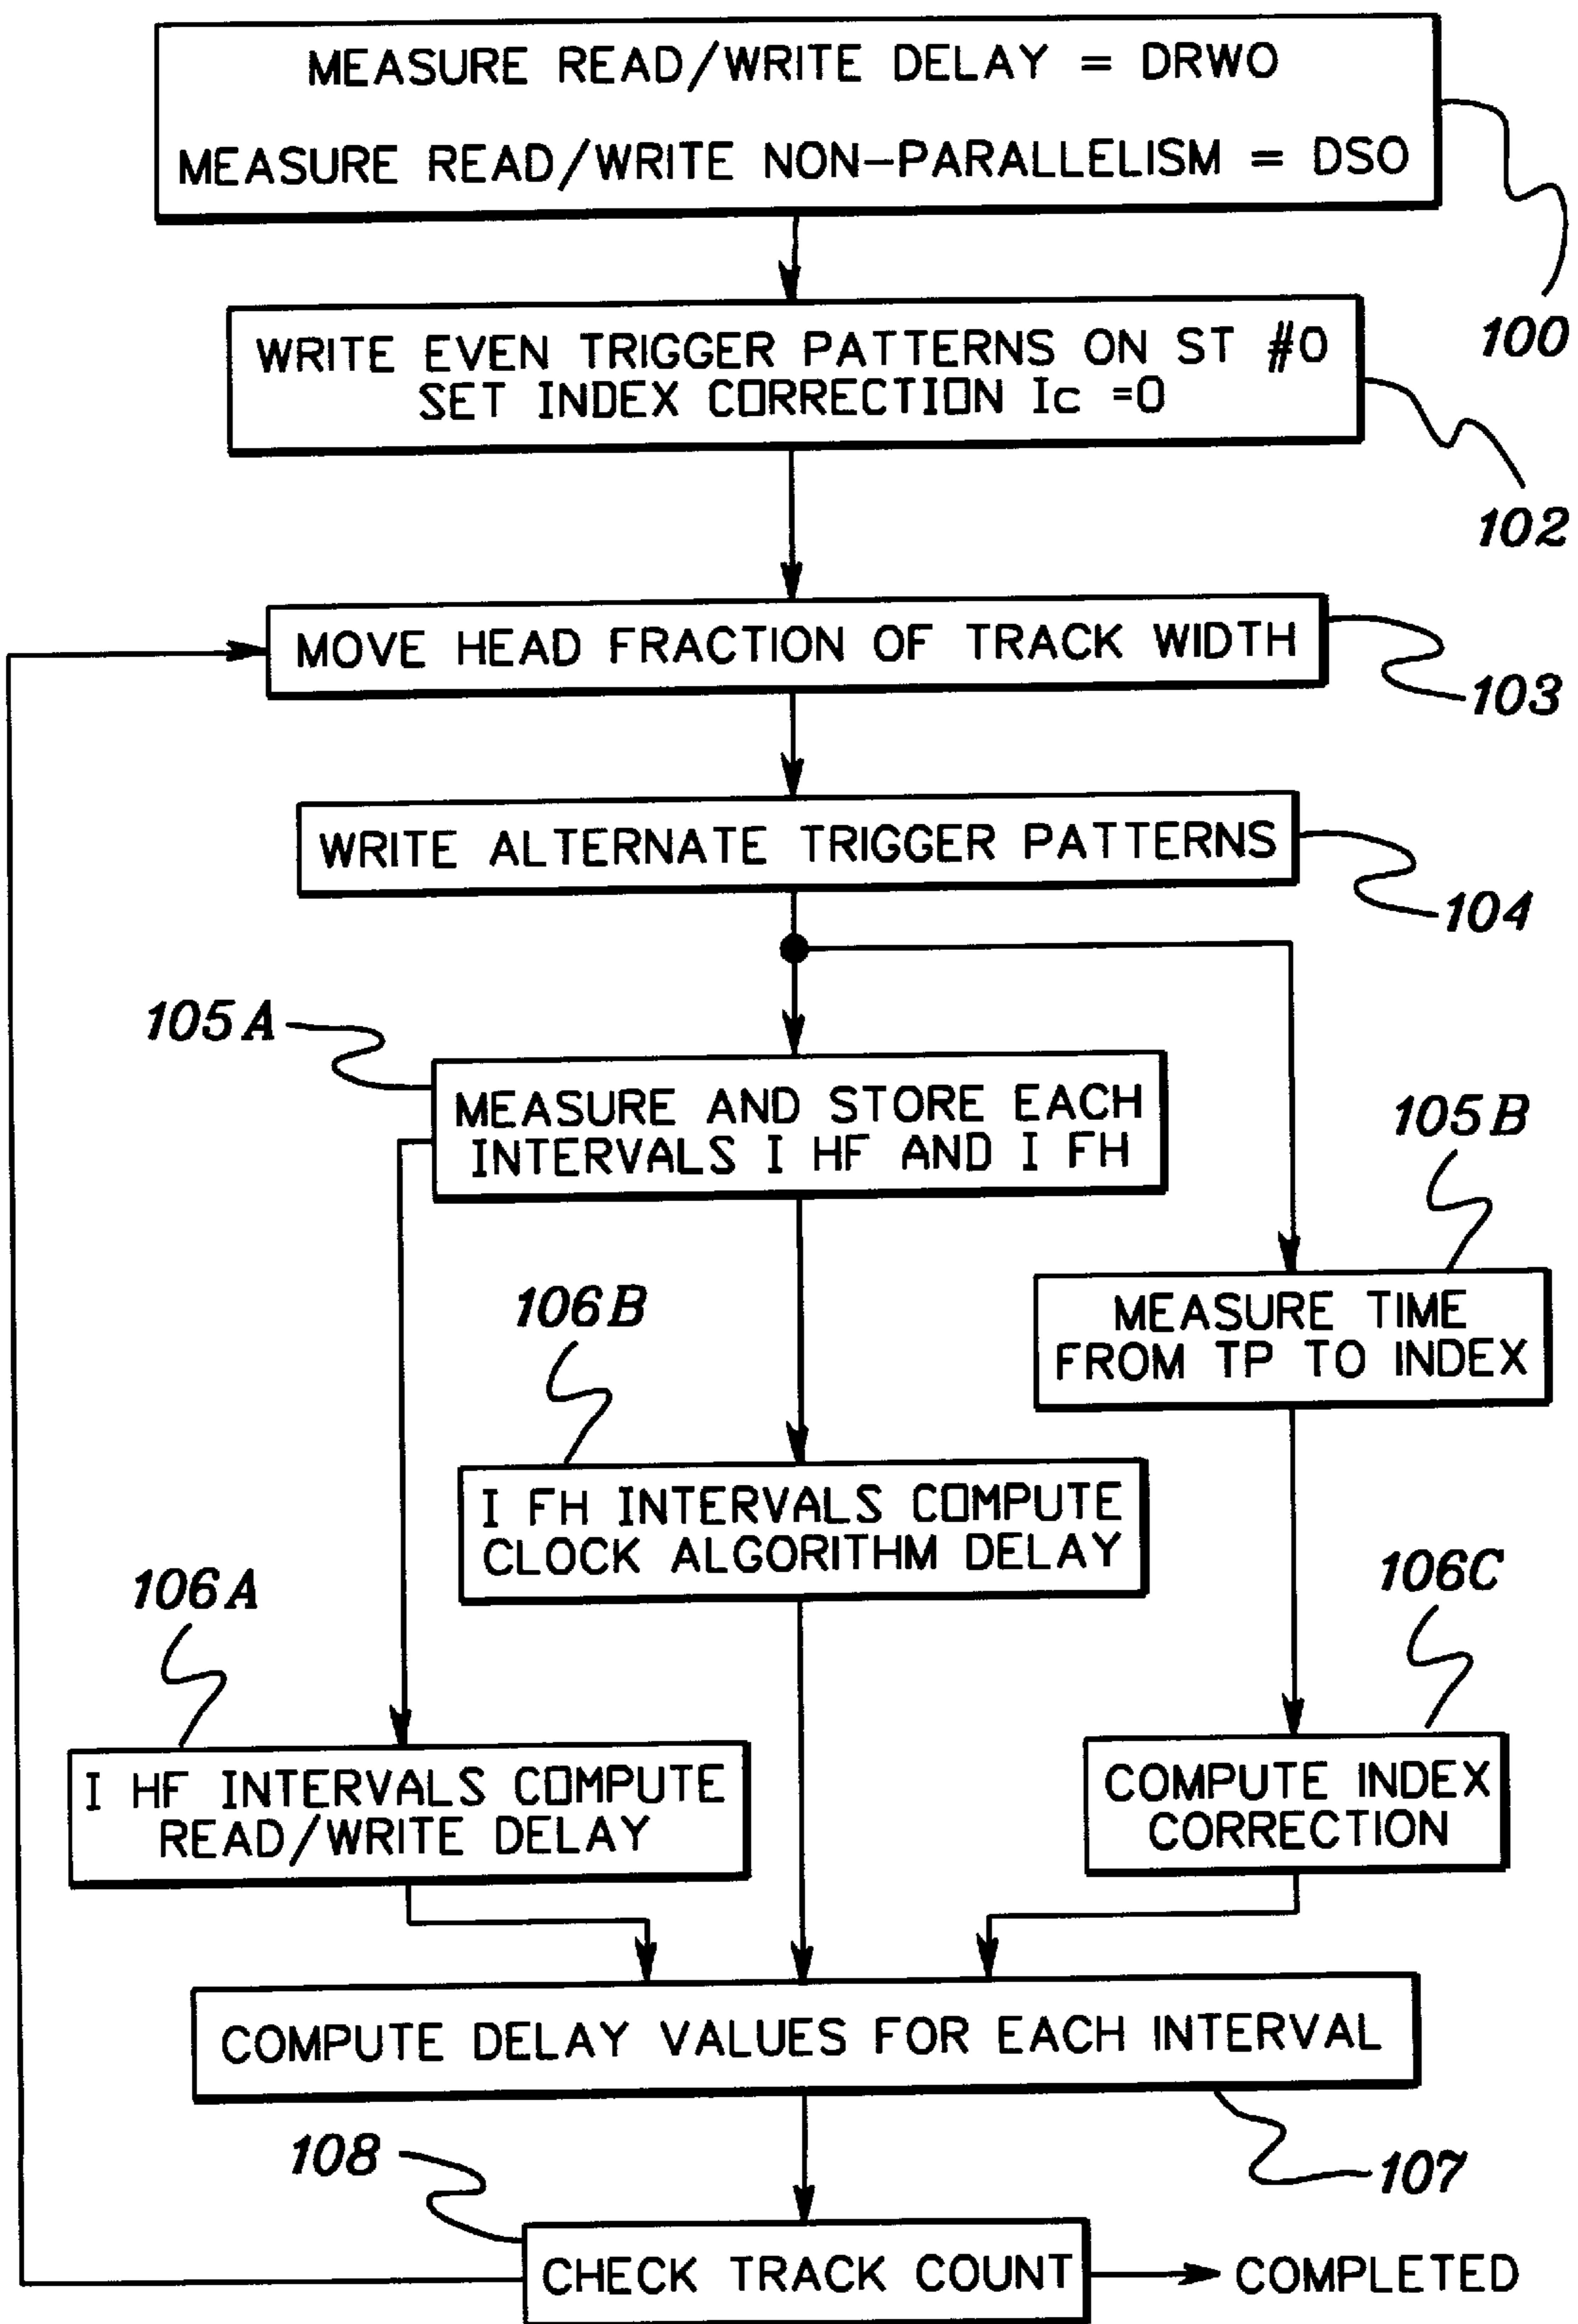 MEASURE READ/WRITE DELAY = DRWO
MEASURE READ/WRITE NON-PARALLELISM = DSO
100
WRITE EVEN TRIGGER PATTERNS ON ST #0
SET INDEX CORRECTION Ic =0
102
MOVE HEAD FRACTION OF TRACK WIDTH
103
WRITE ALTERNATE TRIGGER PATTERNS
104
105A
MEASURE AND STORE EACH
INTERVALS I HF AND I FH
105B
MEASURE TIME
FROM TP TO INDEX
106B
I FH INTERVALS COMPUTE
CLOCK ALGORITHM DELAY
106A
I HF INTERVALS COMPUTE
READ/WRITE DELAY
106C
COMPUTE INDEX
CORRECTION
COMPUTE DELAY VALUES FOR EACH INTERVAL
107
108
CHECK TRACK COUNT
COMPLETED